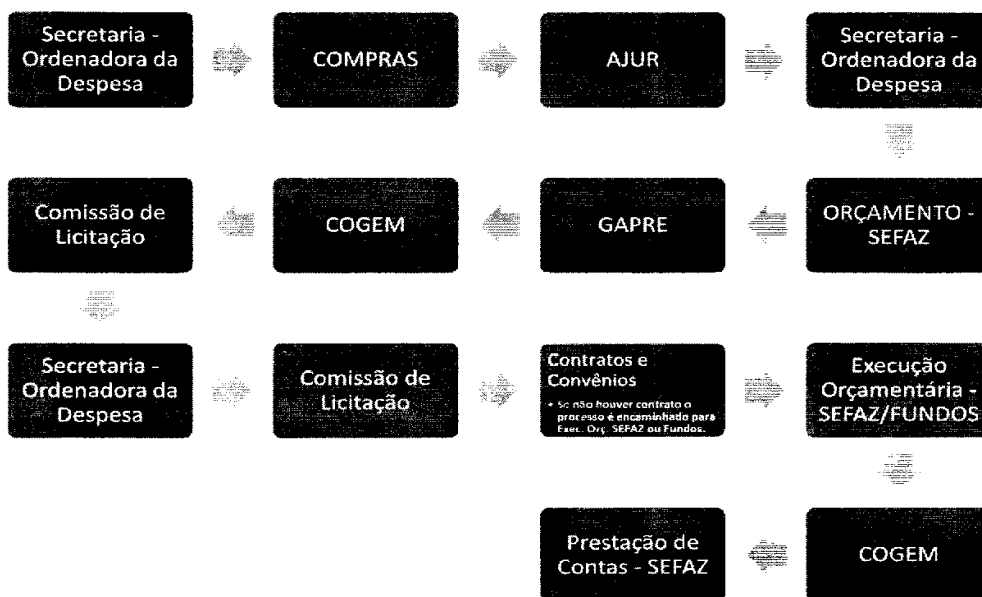 Secretaria -
Ordenadora da
Despesa
COMPRAS
AJUR
Secretaria -
Ordenadora da
Despesa
ORÇAMENTO -
SEFAZ
GAPRE
COGEM
Comissão de
Licitação
Secretaria -
Ordenadora da
Despesa
Comissão de
Licitação
Contratos e
Convênios
• Se não houver contrato o
processo é encaminhado para
Exec. Orç. SEFAZ ou Fundos.
Execução
Orçamentária -
SEFAZ/FUNDOS
COGEM
Prestação de
Contas - SEFAZ